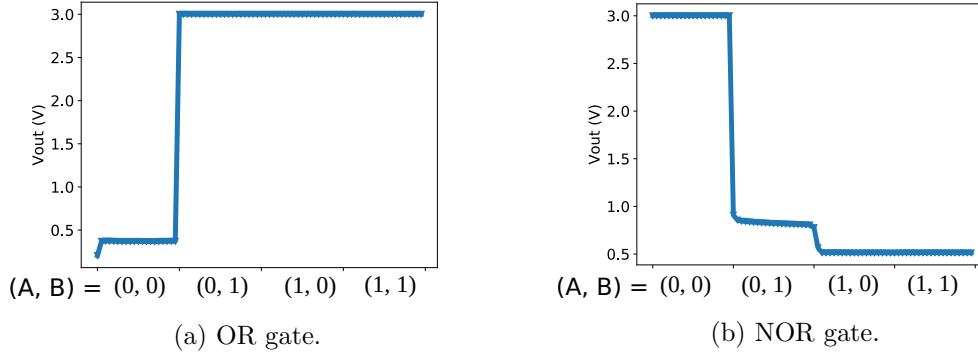 3.0
2.5
2.0
1.5
1.0
0.5
Vout (V)
(A, B) = (0, 0) (0, 1) (1, 0) (1, 1)
(a) OR gate.
3.0
2.5
2.0
1.5
1.0
0.5
Vout (V)
(A, B) = (0, 0) (0, 1) (1, 0) (1, 1)
(b) NOR gate.